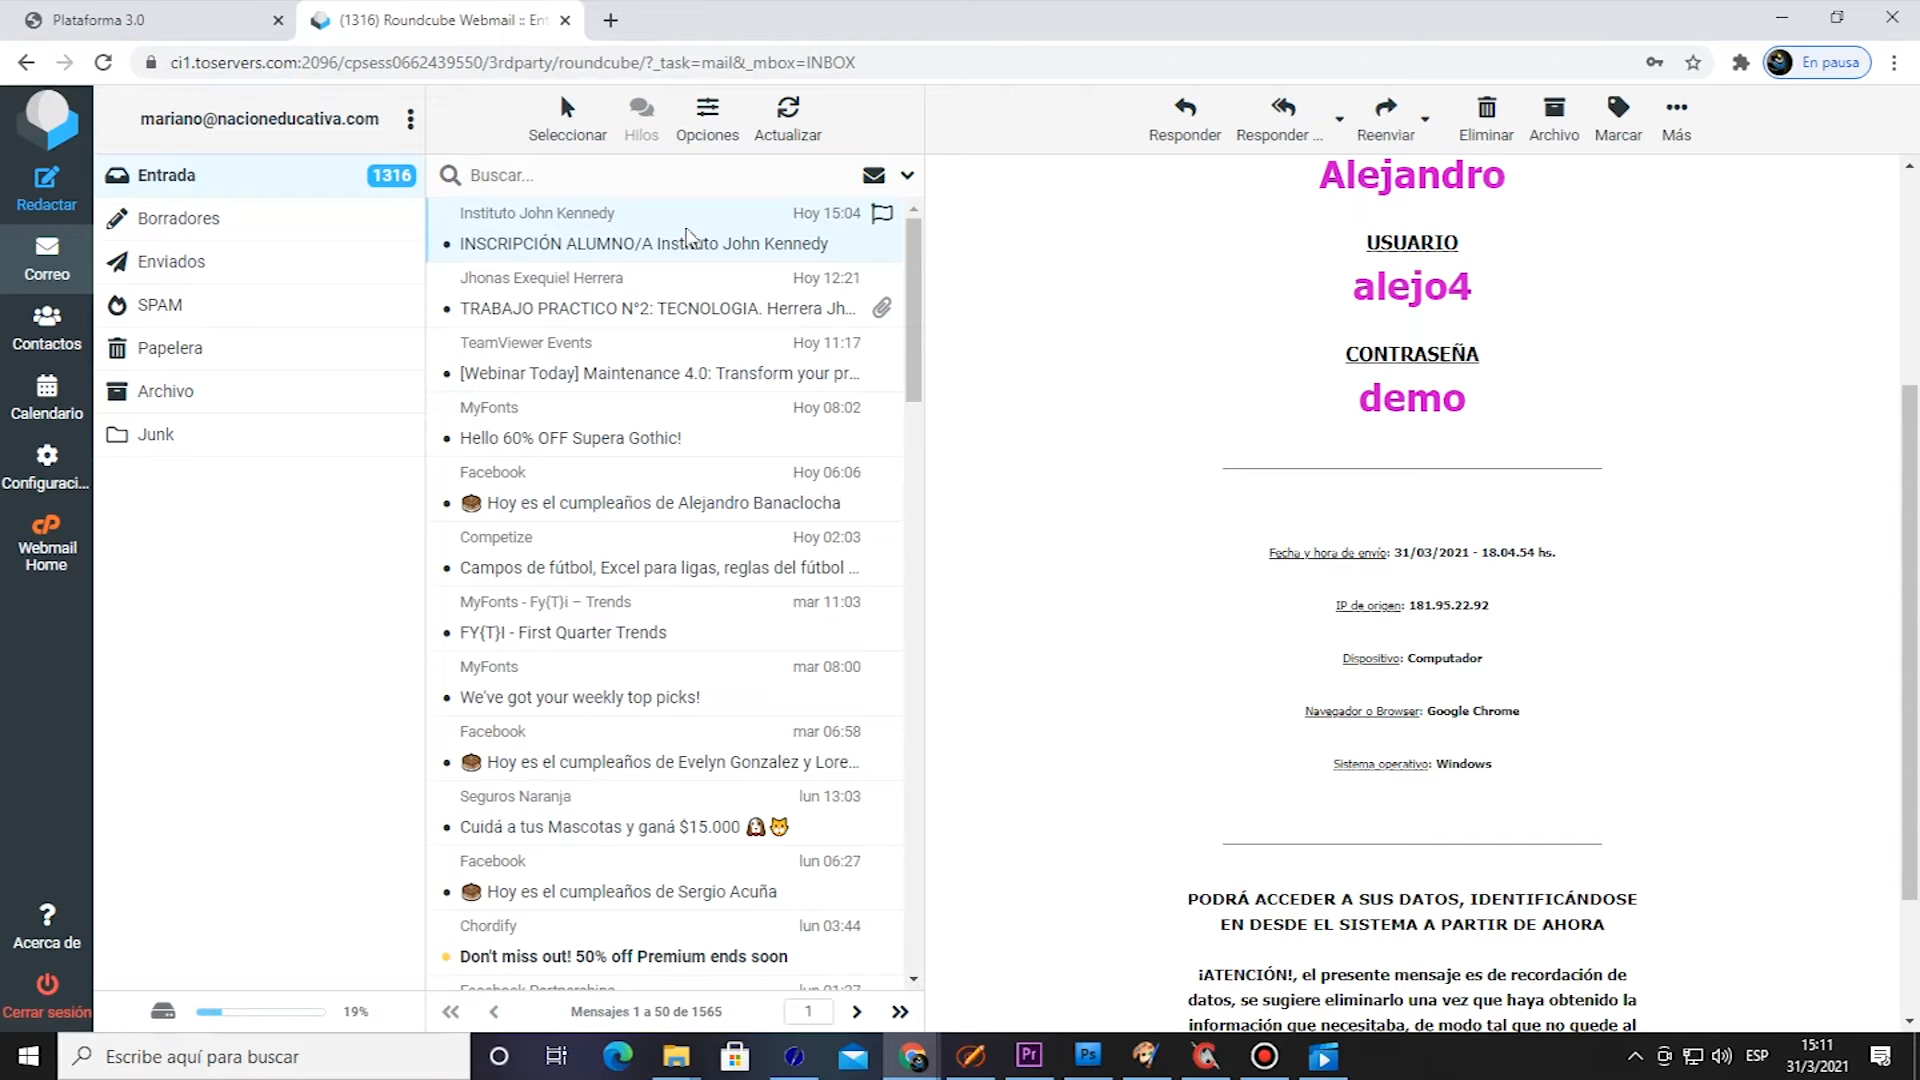 Plataforma 3.0
(1316) Roundcube Webmail :: Ent
ci1.toservers.com:2096/cpsess0662439550/3rdparty/roundcube/?_task=mail&_mbox=INBOX
En pausa
mariano@nacioneducativa.com
Seleccionar
Hilos
Opciones
Actualizar
Responder
Responder ...
Reenviar
Eliminar
Archivo
Marcar
Más
Redactar
Correo
Contactos
Calendario
Configuraci...
Webmail
Home
Acerca de
Cerrar sesión
Entrada
1316
Borradores
Enviados
SPAM
Papelera
Archivo
Junk
19%
Buscar...
Instituto John Kennedy
Hoy 15:04
INSCRIPCIÓN ALUMNO/A Instituto John Kennedy
Jhonas Exequiel Herrera
Hoy 12:21
TRABAJO PRACTICO N°2: TECNOLOGIA. Herrera Jh...
TeamViewer Events
Hoy 11:17
[Webinar Today] Maintenance 4.0: Transform your pr...
MyFonts
Hoy 08:02
Hello 60% OFF Supera Gothic!
Facebook
Hoy 06:06
Hoy es el cumpleaños de Alejandro Banaclocha
Competize
Hoy 02:03
Campos de fútbol, Excel para ligas, reglas del fútbol ...
MyFonts - Fy{T}i – Trends
mar 11:03
FY{T}I - First Quarter Trends
MyFonts
mar 08:00
We've got your weekly top picks!
Facebook
mar 06:58
Hoy es el cumpleaños de Evelyn Gonzalez y Lore...
Seguros Naranja
lun 13:03
Cuidá a tus Mascotas y ganá $15.000
Facebook
lun 06:27
Hoy es el cumpleaños de Sergio Acuña
Chordify
lun 03:44
Don't miss out! 50% off Premium ends soon
Mensajes 1 a 50 de 1565
1
Alejandro
USUARIO
alejo4
CONTRASEÑA
demo
Fecha y hora de envío: 31/03/2021 - 18.04.54 hs.
IP de origen: 181.95.22.92
Dispositivo: Computador
Navegador o Browser: Google Chrome
Sistema operativo: Windows
PODRÁ ACCEDER A SUS DATOS, IDENTIFICÁNDOSE
EN DESDE EL SISTEMA A PARTIR DE AHORA
¡ATENCIÓN!, el presente mensaje es de recordación de
datos, se sugiere eliminarlo una vez que haya obtenido la
información que necesitaba, de modo tal que no quede al
Escribe aquí para buscar
Pr
Ps
ESP
15:11
31/3/2021